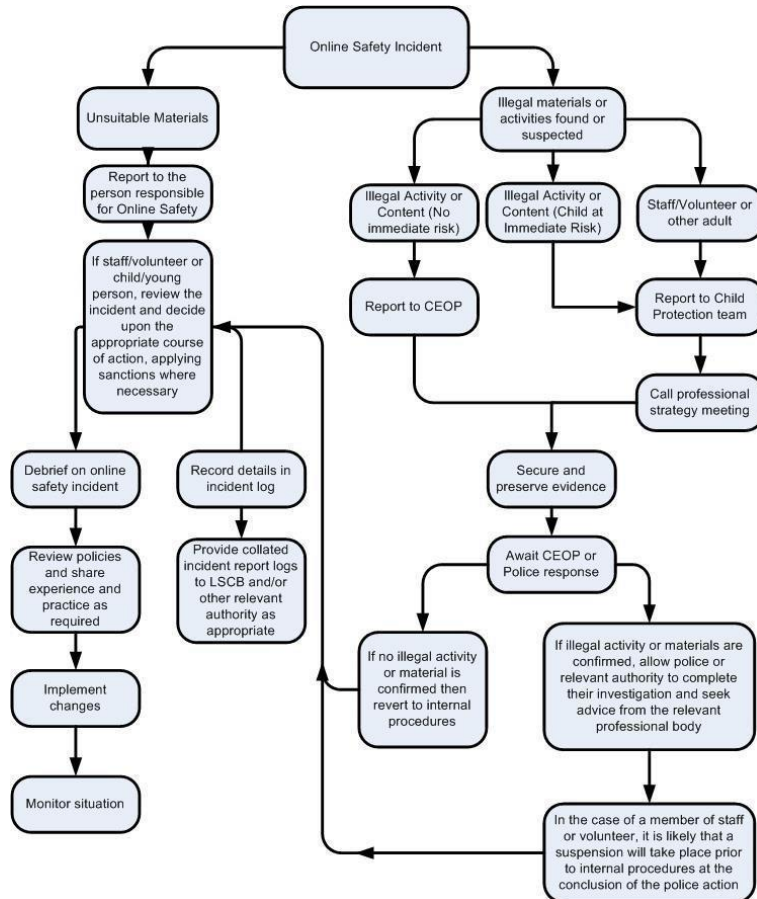 Online Safety Incident
Unsuitable Materials
Illegal materials or
activities found or
suspected
Report to the
person responsible
for Online Safety
Illegal Activity or
Content (No
immediate risk)
Illegal Activity or
Content (Child at
Immediate Risk)
Staff/Volunteer or
other adult
If staff/volunteer or
child/young
person, review the
incident and decide
upon the
appropriate course
of action, applying
sanctions where
necessary
Report to CEOP
Report to Child
Protection team
Call professional
strategy meeting
Debrief on online
safety incident
Record details in
incident log
Secure and
preserve evidence
Review policies
and share
experience and
practice as
required
Provide collated
incident report logs
to LSCB and/or
other relevant
authority as
appropriate
Await CEOP or
Police response
If no illegal activity
or material is
confirmed then
revert to internal
procedures
If illegal activity or materials are
confirmed, allow police or
relevant authority to complete
their investigation and seek
advice from the relevant
professional body
Implement
changes
Monitor situation
In the case of a member of staff
or volunteer, it is likely that a
suspension will take place prior
to internal procedures at the
conclusion of the police action